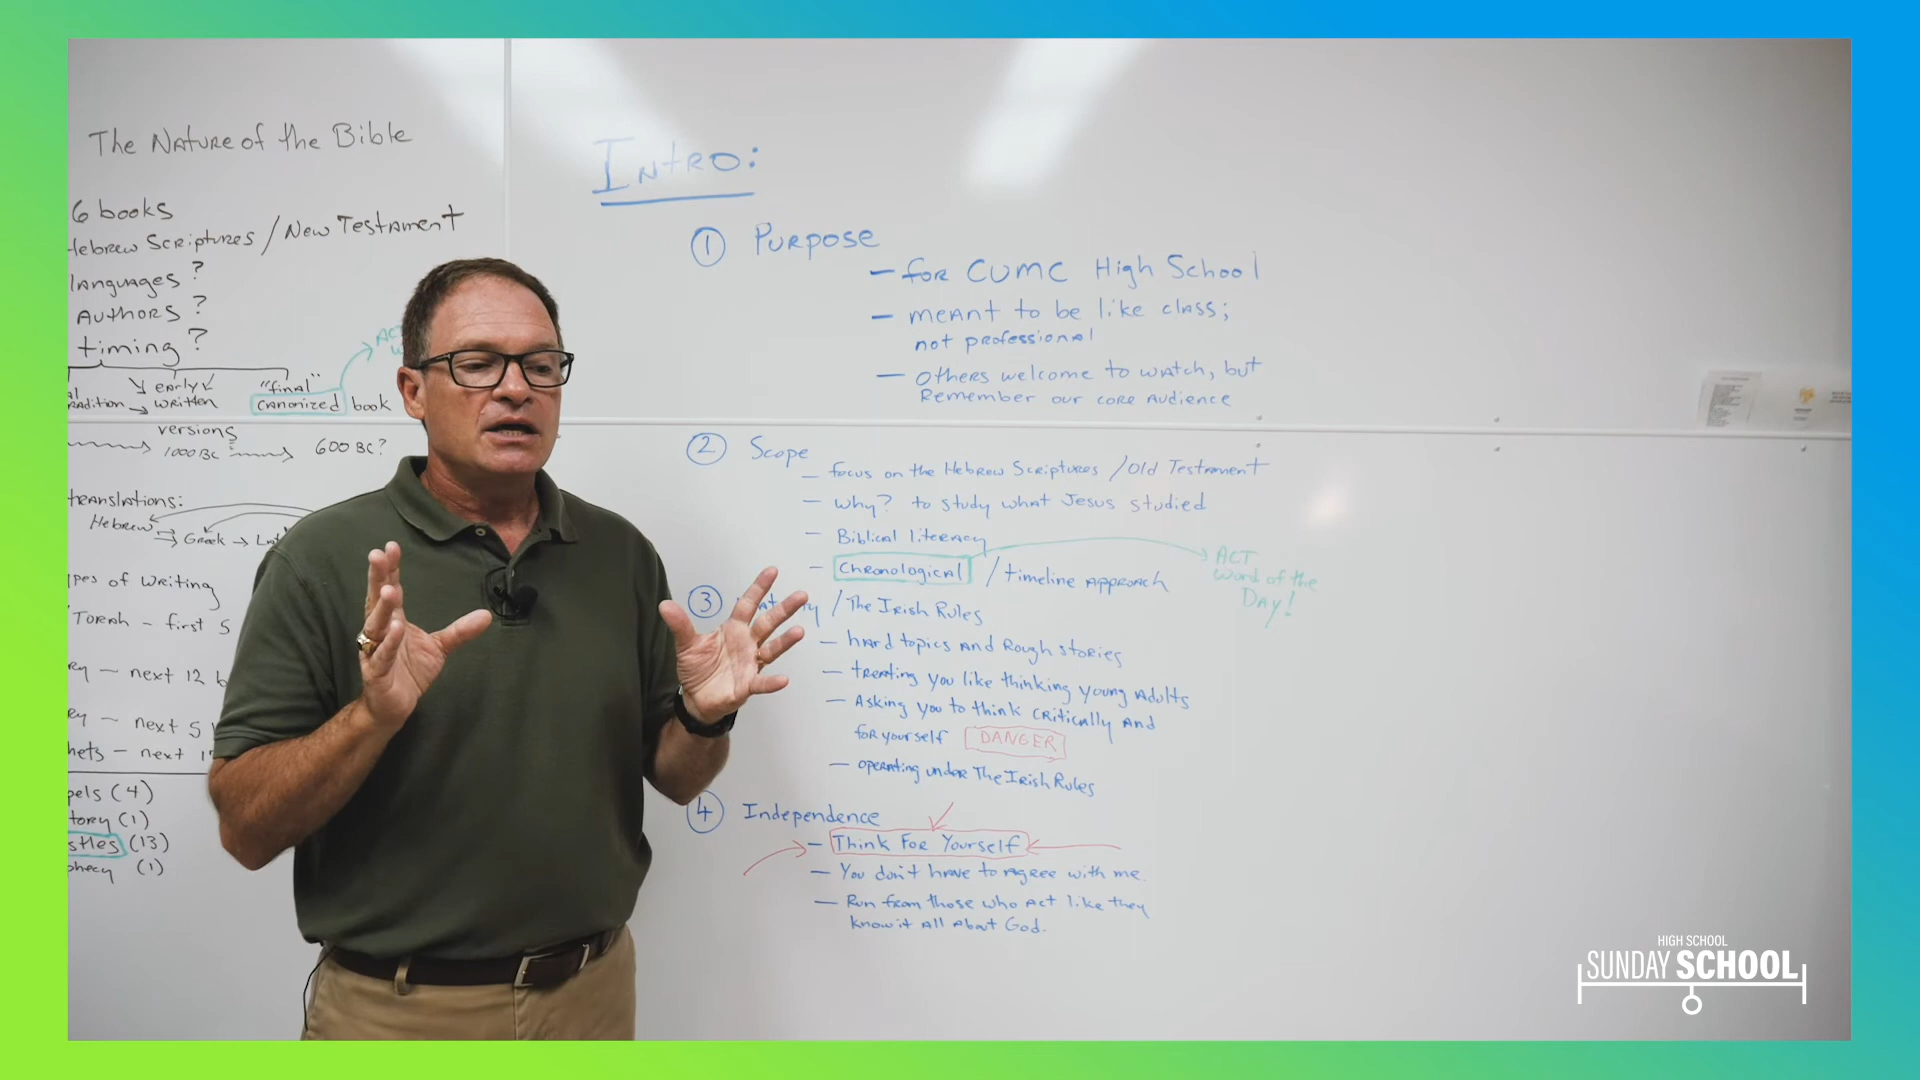 The Nature of the Bible
6 books
Hebrew Scriptures / New Testament
languages ?
Authors ?
timing ?
early
"final"
written
canonized book
versions
1000 BC
600 BC?
translations:
Hebrew
Greek
of writing
Torah - first 5
next 12
next 5
next
(4)
(1)
(13)
(1)
Intro:
① Purpose
- for CUMC High School
- meant to be like class;
not professional
- others welcome to watch, but
Remember our core Audience
② Scope
- focus on the Hebrew Scriptures / Old Testament
- why? to study what Jesus studied
- Biblical literacy
- Chronological / timeline Approach
ACT
word of the
Day!
③ / The Irish Rules
- hard topics and Rough stories
- treating you like thinking young Adults
- Asking you to think critically and
for yourself DANGER
- operating under The Irish Rules
④ Independence
- Think For Yourself
- You don't have to agree with me.
- Run from those who Act like they
know it all About God.
HIGH SCHOOL
SUNDAY SCHOOL